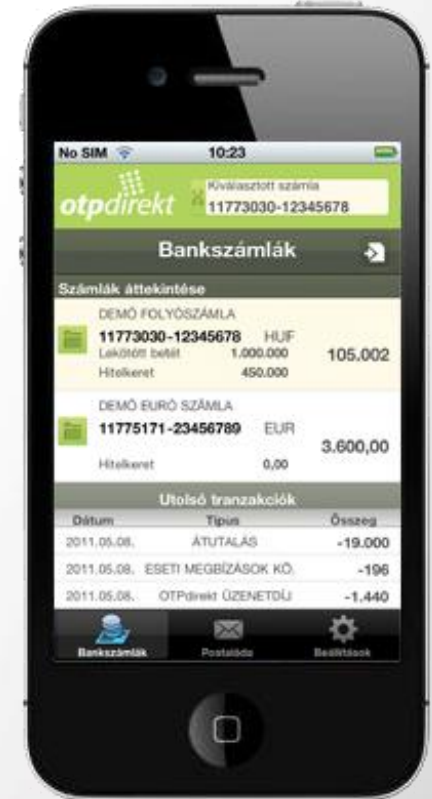 No SIM 10:23
otpdirekt
Kiválasztott számla
11773030-12345678
Bankszámlák
Számlák áttekintése
DEMÓ FOLYÓSZÁMLA
11773030-12345678 HUF
Lekötött betét 1.000.000 105.002
Hitelkeret 450.000
DEMÓ EURÓ SZÁMLA
11775171-23456789 EUR
3.600,00
Hitelkeret 0,00
Utolsó tranzakciók
Dátum Típus Összeg
2011.05.08. ÁTUTALÁS -19.000
2011.05.08. ESETI MEGBÍZÁSOK KÖ. -196
2011.05.08. OTPdirekt ÜZENETDÍJ -1.440
Bankszámlák Postaláda Beállítások